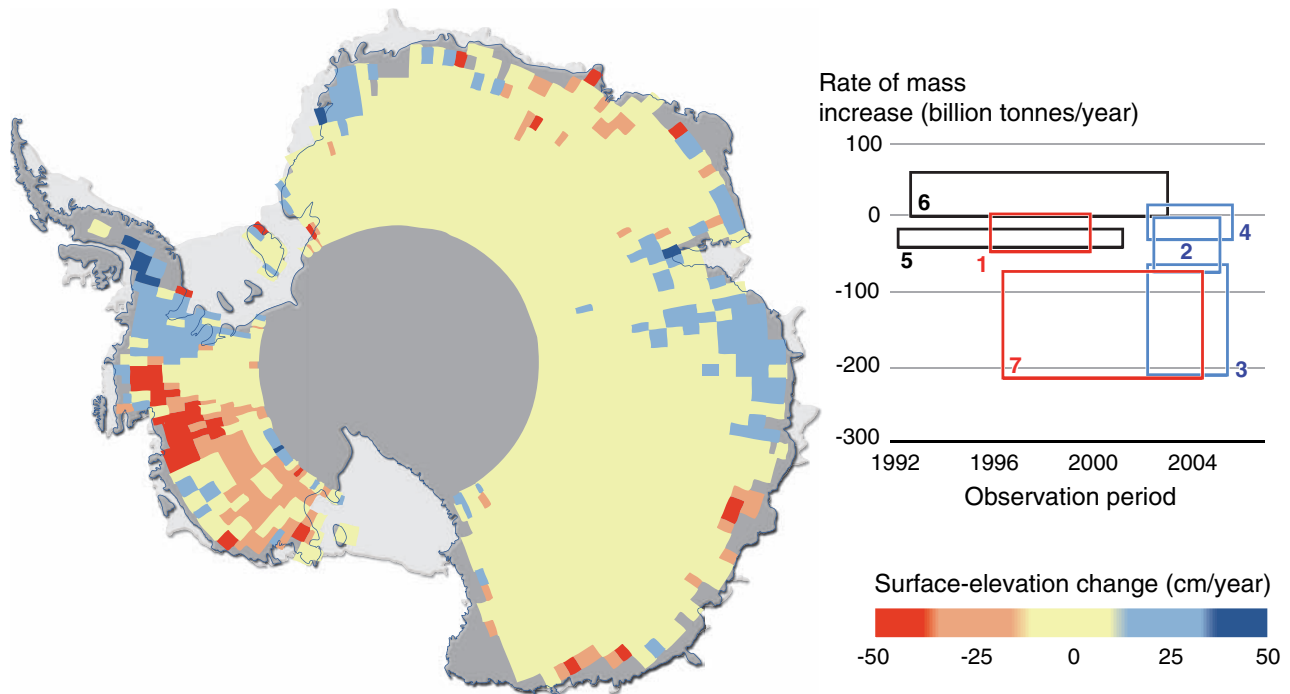 Rate of mass
increase (billion tonnes/year)
100
0
-100
-200
-300
6
5
1
4
2
7
3
1992 1996 2000 2004
Observation period
Surface-elevation change (cm/year)
-50 -25 0 25 50